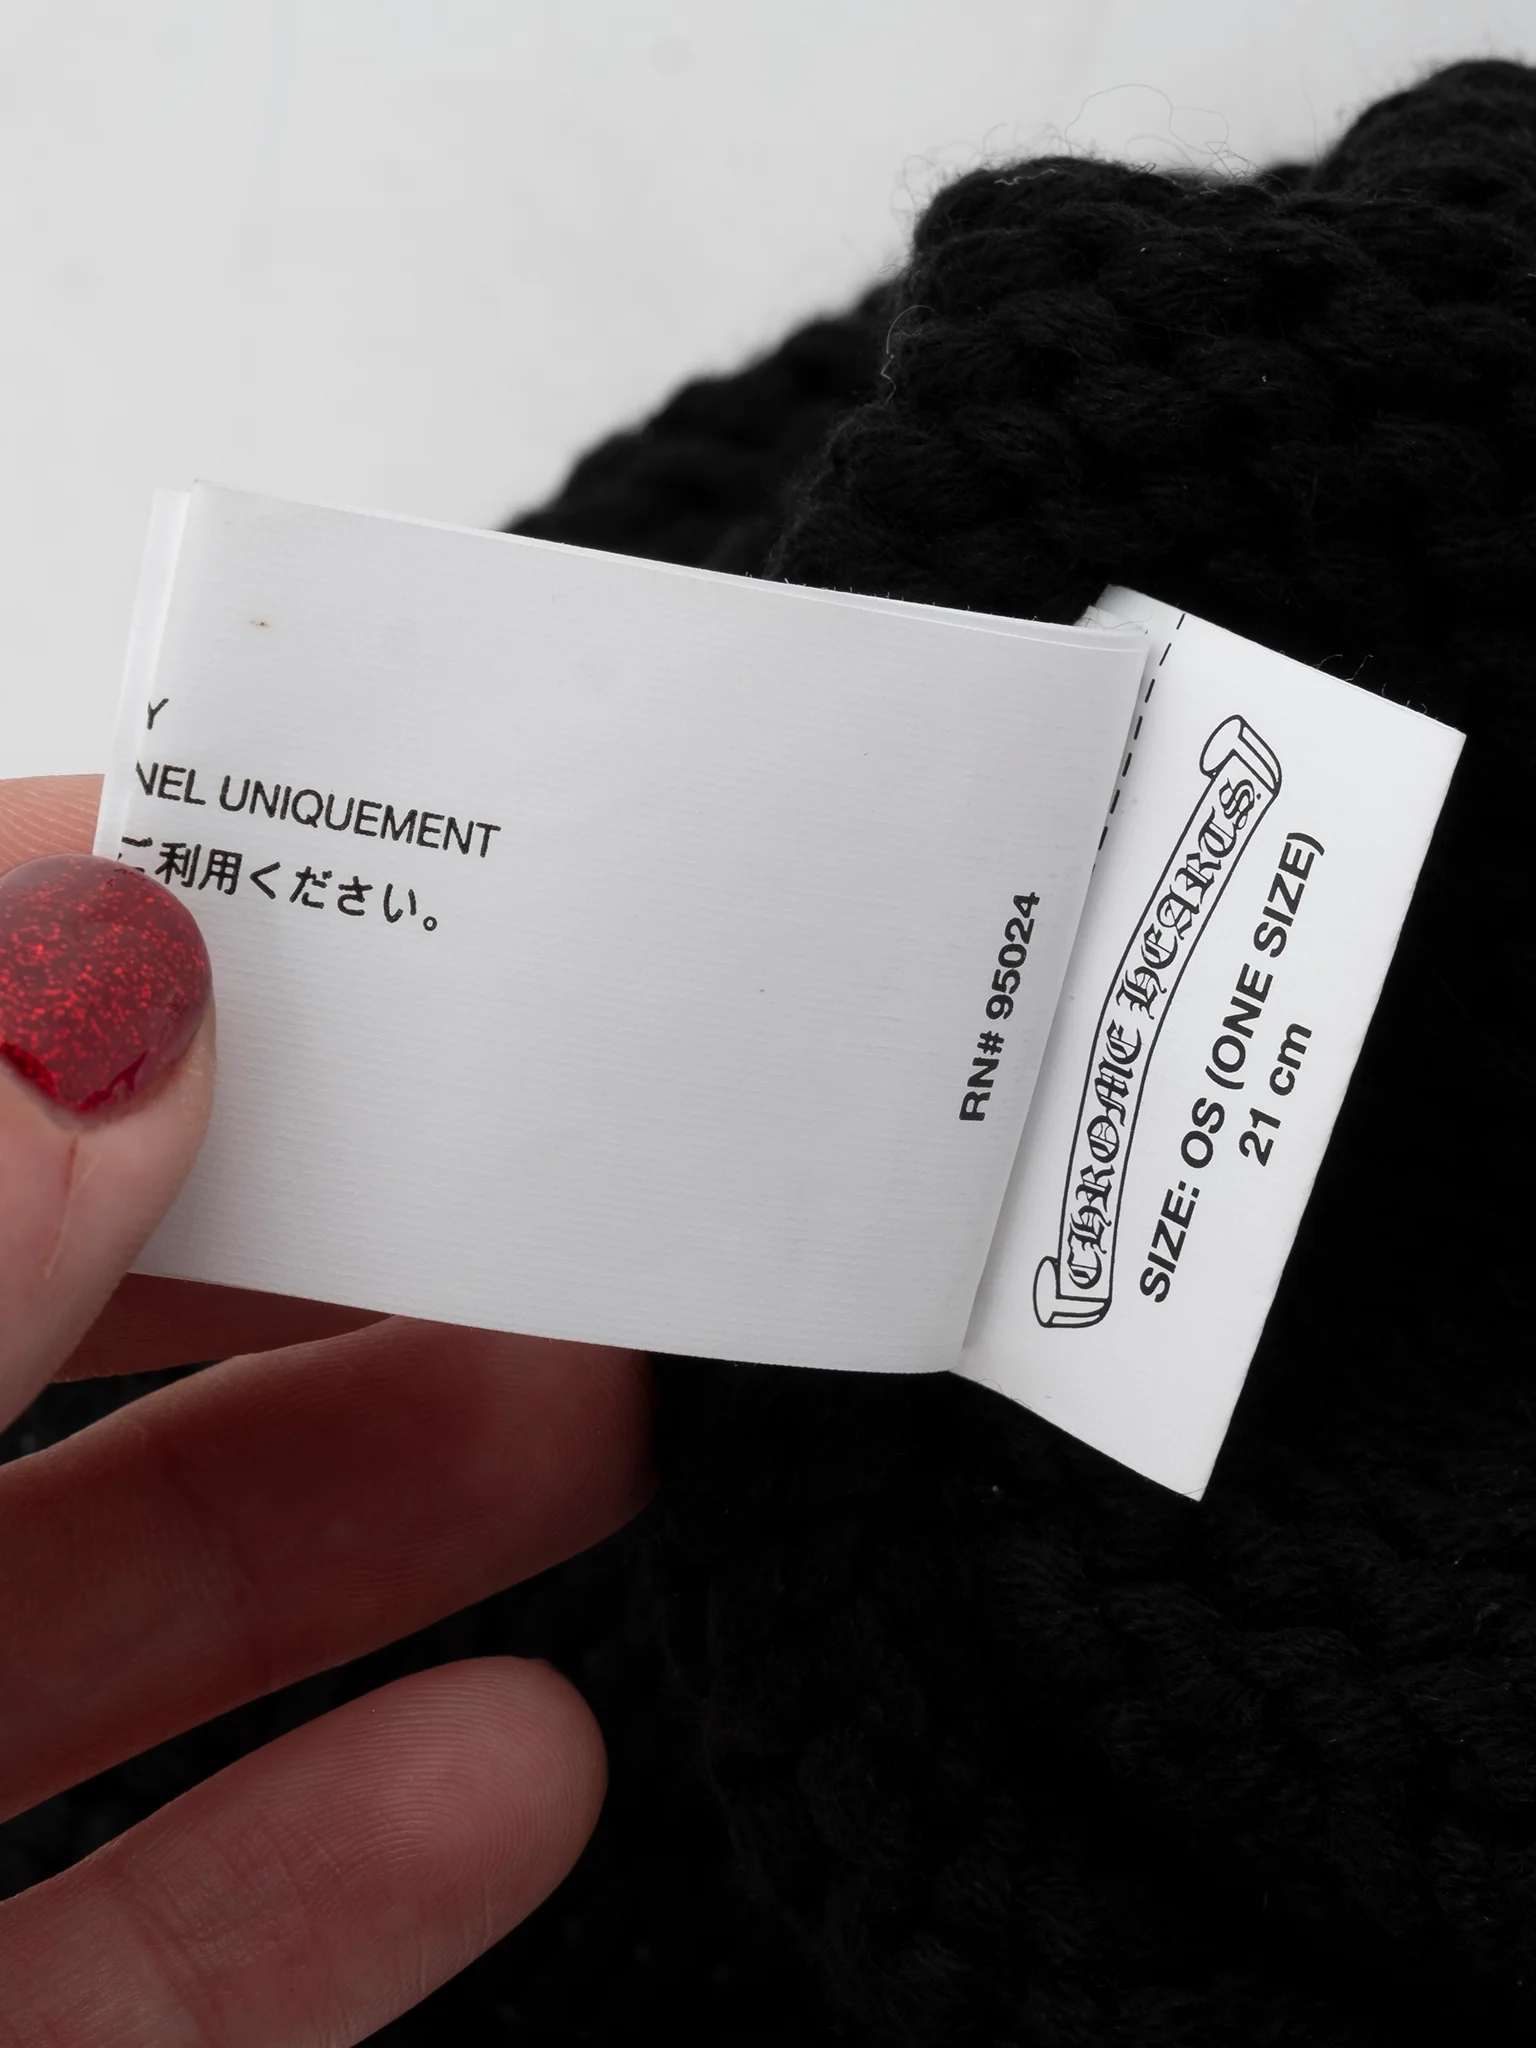 Y
NEL UNIQUEMENT
ご利用ください。
RN# 95024
CHROME HEARTS
SIZE: OS (ONE SIZE)
21 cm